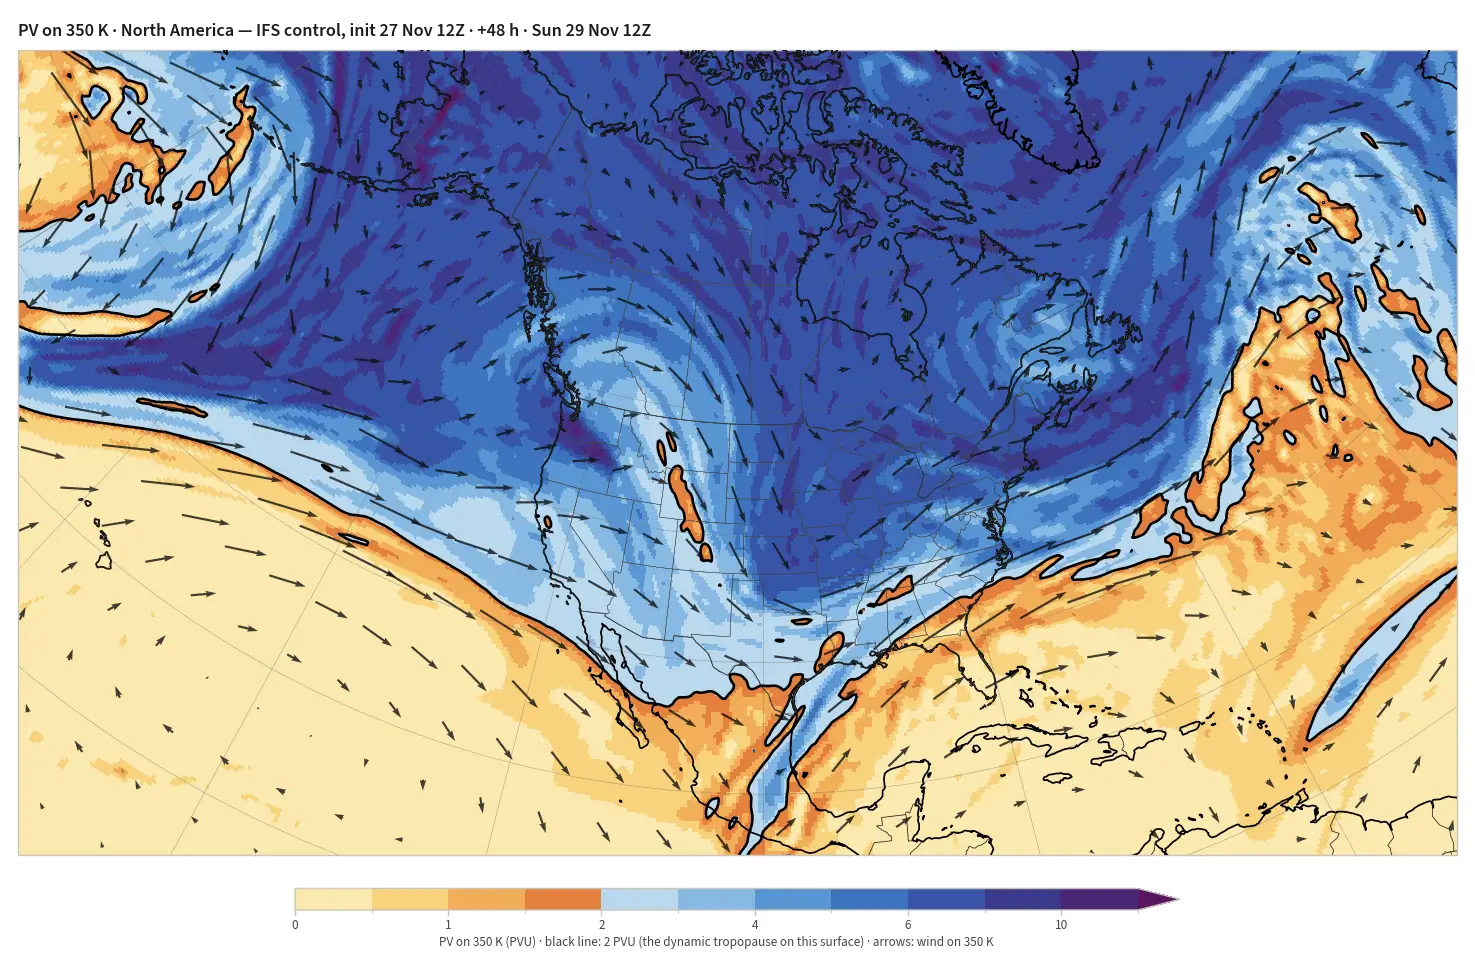 PV on 350 K · North America — IFS control, init 27 Nov 12Z · +48 h · Sun 29 Nov 12Z
0 1 2 4 6 10
PV on 350 K (PVU) · black line: 2 PVU (the dynamic tropopause on this surface) · arrows: wind on 350 K